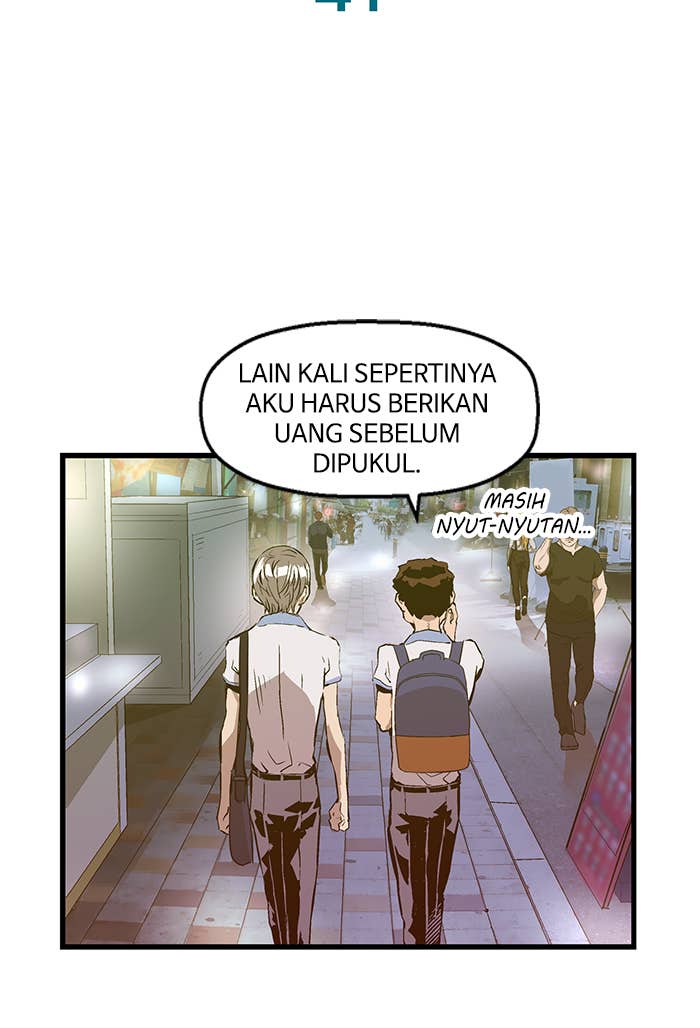 LAIN KALI SEPERTINYA
AKU HARUS BERIKAN
UANG SEBELUM
DIPUKUL.
MASIH
NYUT-NYUTAN...